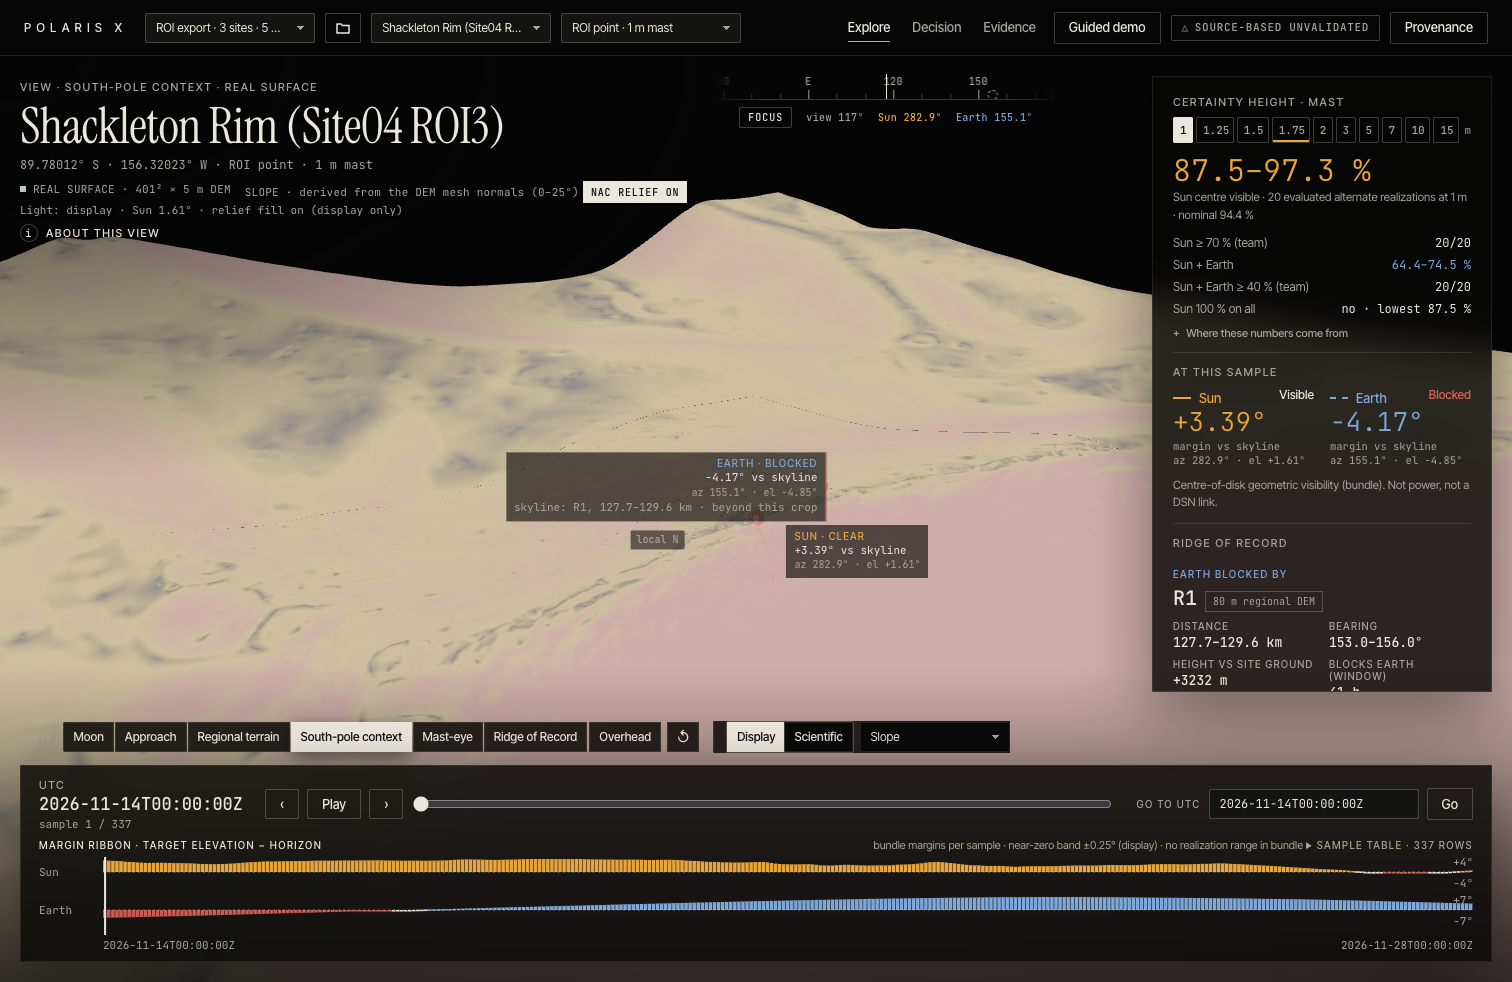 POLARIS X
ROI export · 3 sites · 5 ...
Shackleton Rim (Site04 R...
ROI point · 1 m mast
Explore
Decision
Evidence
Guided demo
△ SOURCE-BASED UNVALIDATED
Provenance
VIEW · SOUTH-POLE CONTEXT · REAL SURFACE
Shackleton Rim (Site04 ROI3)
89.78012° S · 156.32023° W · ROI point · 1 m mast
REAL SURFACE · 401² × 5 m DEM
SLOPE · derived from the DEM mesh normals (0–25°)
NAC RELIEF ON
Light: display · Sun 1.61° · relief fill on (display only)
i ABOUT THIS VIEW
E
120
150
FOCUS
view 117°
Sun 282.9°
Earth 155.1°
CERTAINTY HEIGHT · MAST
1 1.25 1.5 1.75 2 3 5 7 10 15 m
87.5–97.3 %
Sun centre visible · 20 evaluated alternate realizations at 1 m
· nominal 94.4 %
Sun ≥ 70 % (team) 20/20
Sun + Earth 64.4–74.5 %
Sun + Earth ≥ 40 % (team) 20/20
Sun 100 % on all no · lowest 87.5 %
+ Where these numbers come from
AT THIS SAMPLE
Sun Visible
+3.39°
margin vs skyline
az 282.9° · el +1.61°
Earth Blocked
-4.17°
margin vs skyline
az 155.1° · el -4.85°
Centre-of-disk geometric visibility (bundle). Not power, not a
DSN link.
RIDGE OF RECORD
EARTH BLOCKED BY
R1 80 m regional DEM
DISTANCE
127.7–129.6 km
BEARING
153.0–156.0°
HEIGHT VS SITE GROUND
+3232 m
BLOCKS EARTH
(WINDOW)
EARTH · BLOCKED
-4.17° vs skyline
az 155.1° · el -4.85°
skyline: R1, 127.7–129.6 km · beyond this crop
local N
SUN · CLEAR
+3.39° vs skyline
az 282.9° · el +1.61°
Moon
Approach
Regional terrain
South-pole context
Mast-eye
Ridge of Record
Overhead
Display
Scientific
Slope
UTC
2026-11-14T00:00:00Z
sample 1 / 337
‹
Play
›
GO TO UTC
2026-11-14T00:00:00Z
Go
MARGIN RIBBON · TARGET ELEVATION – HORIZON
bundle margins per sample · near-zero band ±0.25° (display) · no realization range in bundle
▶ SAMPLE TABLE · 337 ROWS
Sun
+4°
-4°
Earth
+7°
-7°
2026-11-14T00:00:00Z
2026-11-28T00:00:00Z